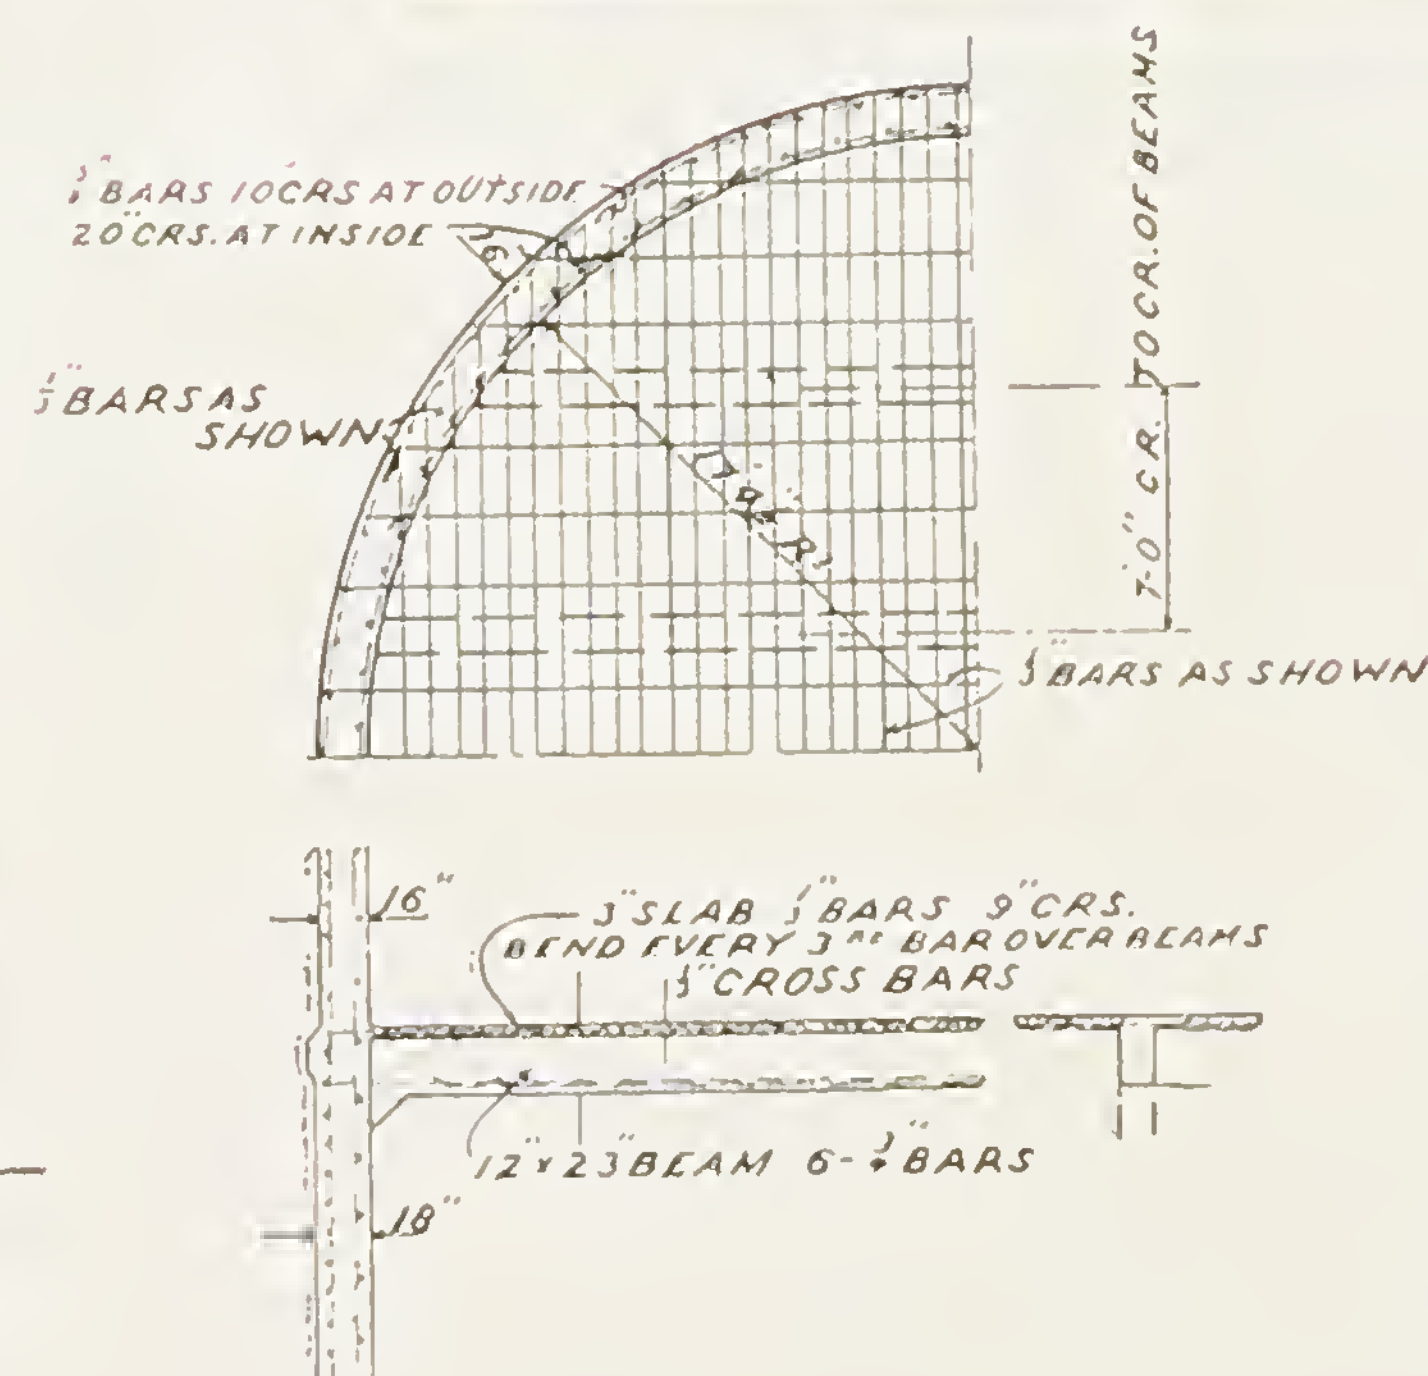 BARS 10" CRS AT OUTSIDE
20" CRS. AT INSIDE
16"
BARS AS
SHOWN
R
7'-0" CR. TO CR. OF BEAMS
BARS AS SHOWN
16"
3" SLAB BARS 9" CRS.
BEND EVERY 3RD BAR OVER BEAMS
CROSS BARS
12" x 23" BEAM 6- BARS
18"